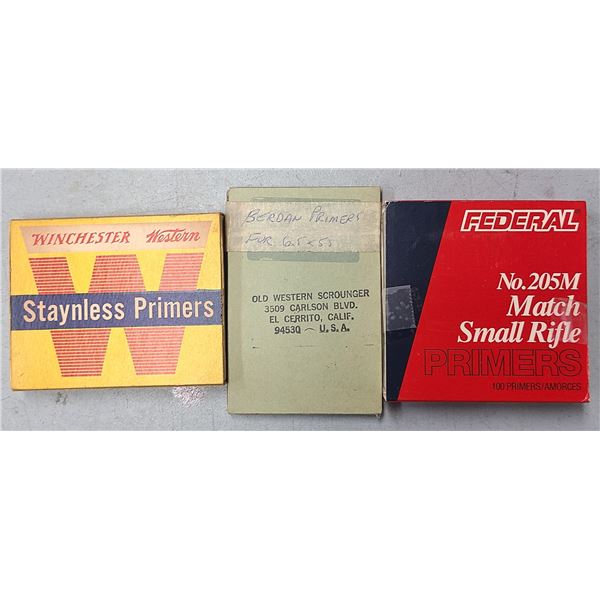 WINCHESTER Western
Staynless Primers
BERDAN PRIMERS
FOR 6.5x55
OLD WESTERN SCROUNGER
3509 CARLSON BLVD.
EL CERRITO, CALIF.
94530 — U.S.A.
FEDERAL
No. 205M
Match
Small Rifle
PRIMERS
100 PRIMERS/AMORCES